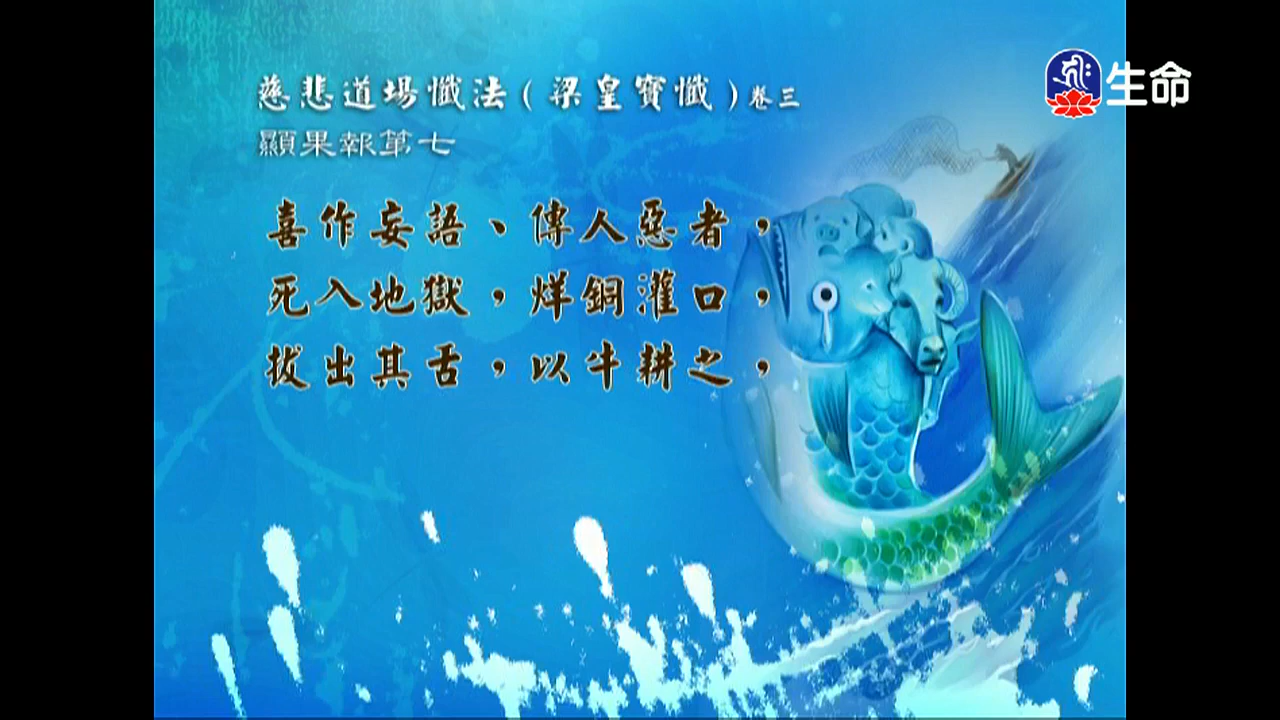 慈悲道場懺法(梁皇寶懺)卷三
生命
顯果報第七
喜作妄語、傳人惡者，
死入地獄，烊銅灌口，
拔出其舌，以牛耕之，